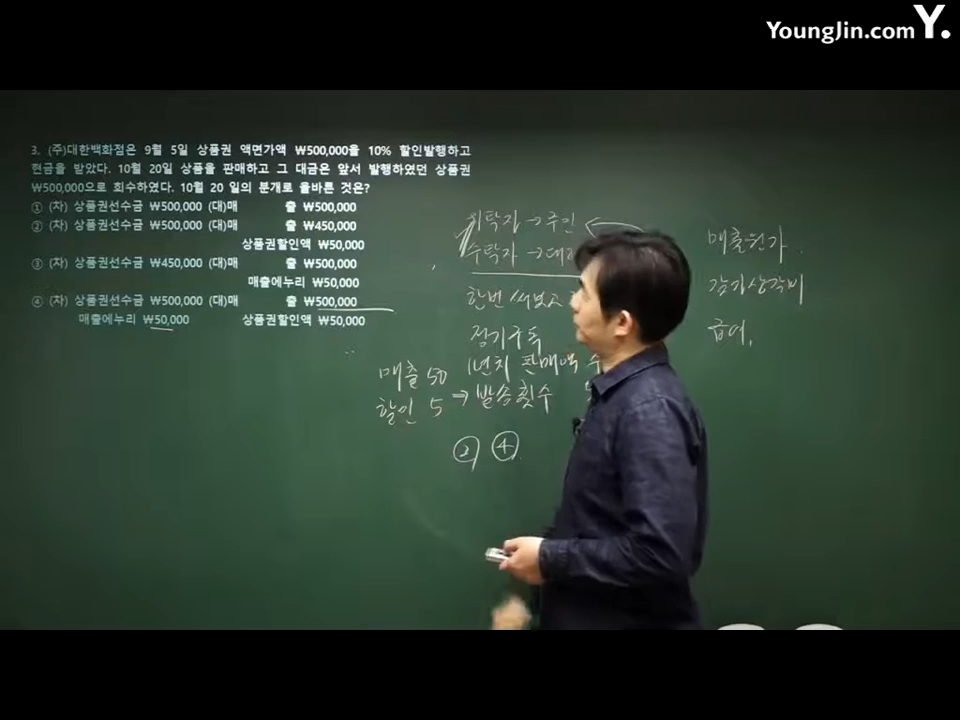 YoungJin.com Y.
3. (주)대한백화점은 9월 5일 상품권 액면가액 ₩500,000을 10% 할인발행하고
현금을 받았다. 10월 20일 상품을 판매하고 그 대금은 앞서 발행하였던 상품권
₩500,000으로 회수하였다. 10월 20 일의 분개로 올바른 것은?
① (차) 상품권선수금 ₩500,000 (대)매 출 ₩500,000
② (차) 상품권선수금 ₩500,000 (대)매 출 ₩450,000
상품권할인액 ₩50,000
③ (차) 상품권선수금 ₩450,000 (대)매 출 ₩500,000
매출에누리 ₩50,000
④ (차) 상품권선수금 ₩500,000 (대)매 출 ₩500,000
매출에누리 ₩50,000 상품권할인액 ₩50,000
위탁자 → 주인
수탁자 → 대리
한번 써보고
정기구독
1년치 판매액 수
→ 발송횟수
매출 50
할인 5
② ④
매출원가
감가상각비
급여,